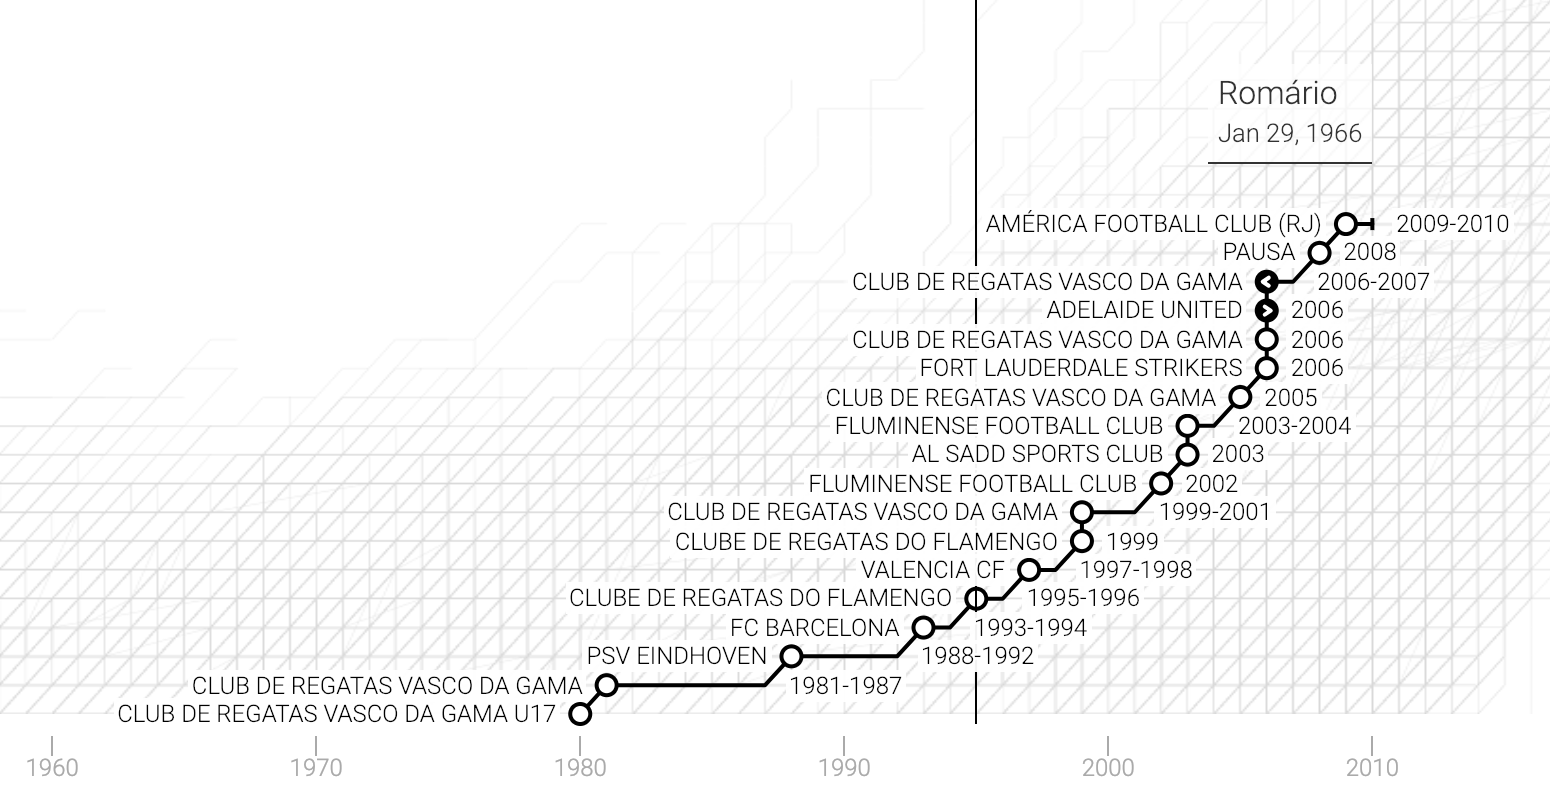 Romário
Jan 29, 1966
AMÉRICA FOOTBALL CLUB (RJ) 2009-2010
PAUSA 2008
CLUB DE REGATAS VASCO DA GAMA 2006-2007
ADELAIDE UNITED 2006
CLUB DE REGATAS VASCO DA GAMA 2006
FORT LAUDERDALE STRIKERS 2006
CLUB DE REGATAS VASCO DA GAMA 2005
FLUMINENSE FOOTBALL CLUB 2003-2004
AL SADD SPORTS CLUB 2003
FLUMINENSE FOOTBALL CLUB 2002
CLUB DE REGATAS VASCO DA GAMA 1999-2001
CLUBE DE REGATAS DO FLAMENGO 1999
VALENCIA CF 1997-1998
CLUBE DE REGATAS DO FLAMENGO 1995-1996
FC BARCELONA 1993-1994
PSV EINDHOVEN 1988-1992
CLUB DE REGATAS VASCO DA GAMA 1981-1987
CLUB DE REGATAS VASCO DA GAMA U17
1960 1970 1980 1990 2000 2010